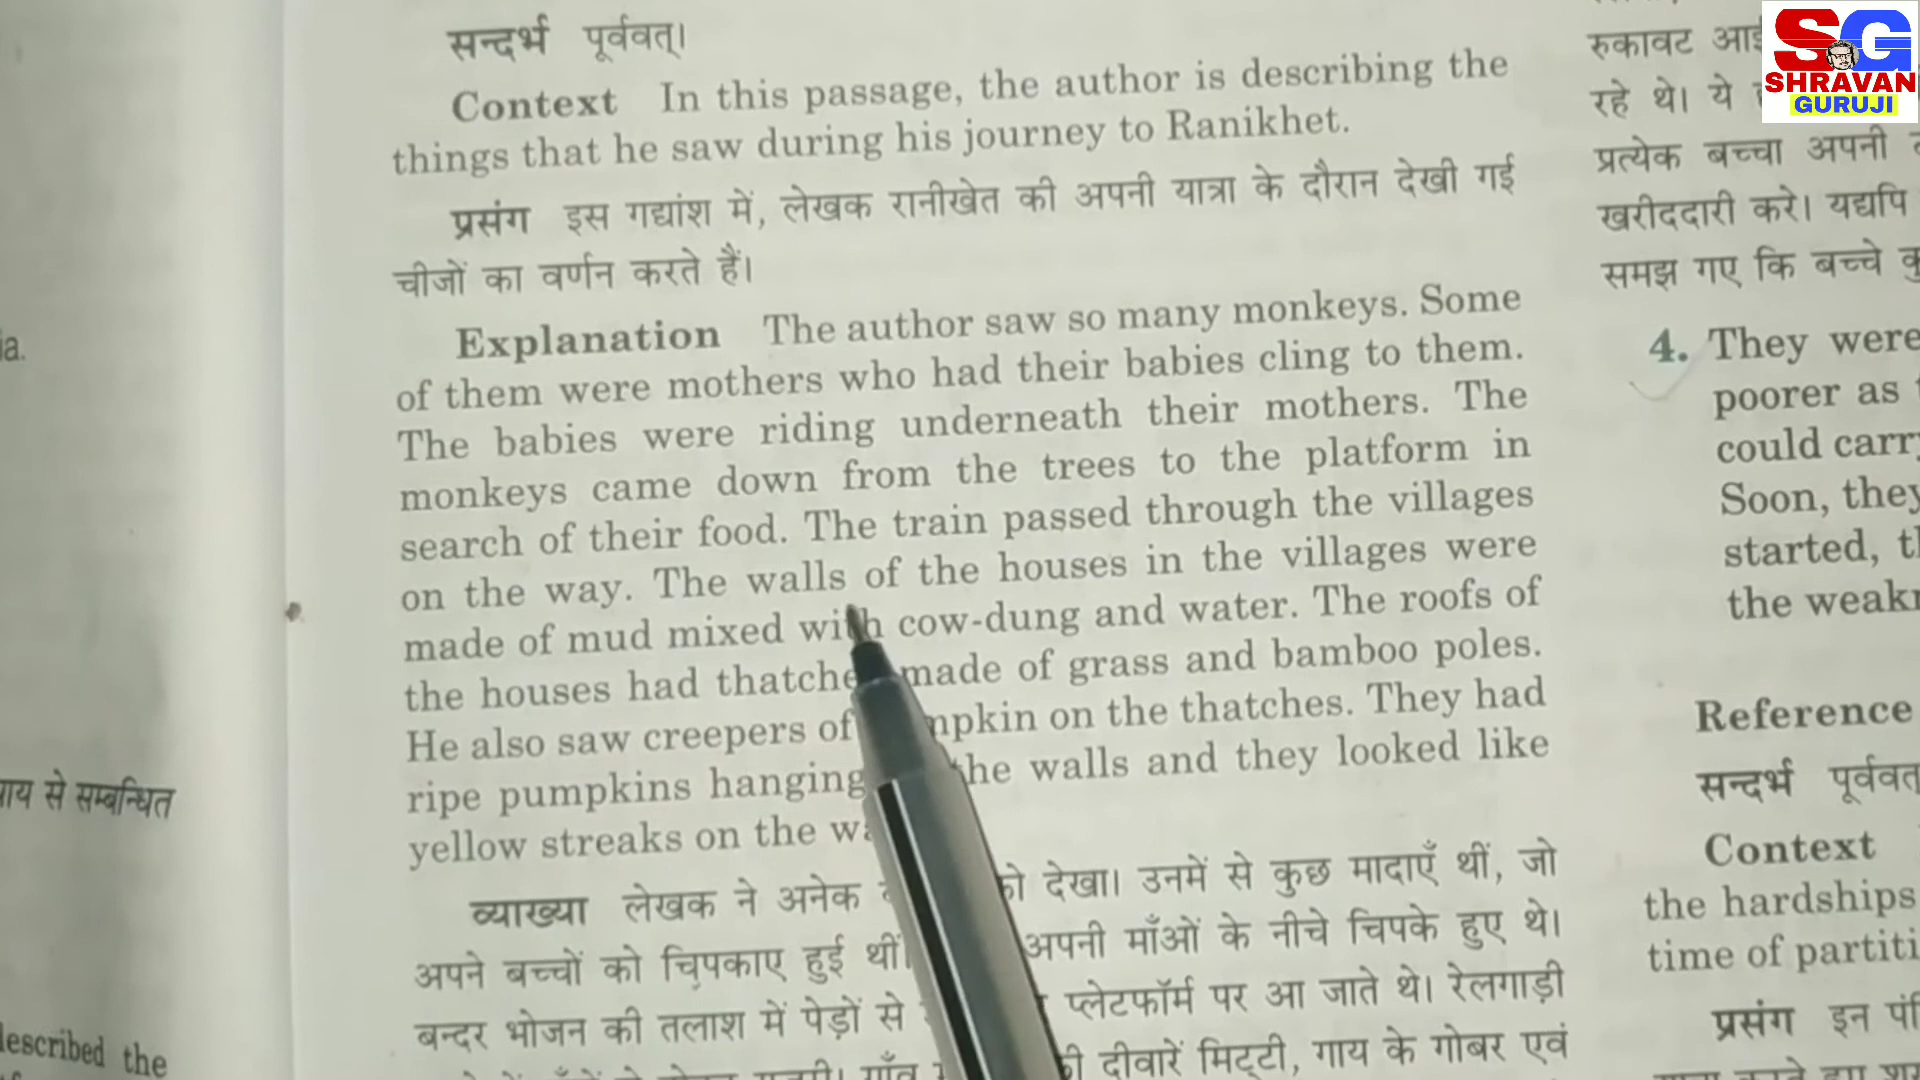 सन्दर्भ पूर्ववत्।
Context In this passage, the author is describing the
things that he saw during his journey to Ranikhet.
प्रसंग इस गद्यांश में, लेखक रानीखेत की अपनी यात्रा के दौरान देखी गई
चीजों का वर्णन करते हैं।
Explanation The author saw so many monkeys. Some
of them were mothers who had their babies cling to them.
The babies were riding underneath their mothers. The
monkeys came down from the trees to the platform in
search of their food. The train passed through the villages
on the way. The walls of the houses in the villages were
made of mud mixed with cow-dung and water. The roofs of
the houses had thatche made of grass and bamboo poles.
He also saw creepers of mpkin on the thatches. They had
ripe pumpkins hanging he walls and they looked like
yellow streaks on the wa
व्याख्या लेखक ने अनेक को देखा। उनमें से कुछ मादाएँ थीं, जो
अपने बच्चों को चिपकाए हुई थीं अपनी माँओं के नीचे चिपके हुए थे।
बन्दर भोजन की तलाश में पेड़ों से प्लेटफॉर्म पर आ जाते थे। रेलगाड़ी
की दीवारें मिट्टी, गाय के गोबर एवं
ia.
ाय से सम्बन्धित
described the
रुकावट आई
रहे थे। ये
प्रत्येक बच्चा अपनी
खरीददारी करे। यद्यपि
समझ गए कि बच्चे कु
4. They were
poorer as
could carry
Soon, they
started, t
the weak
Reference
सन्दर्भ पूर्ववत्
Context
the hardships
time of partiti
प्रसंग इन पं
SG
SHRAVAN
GURUJI